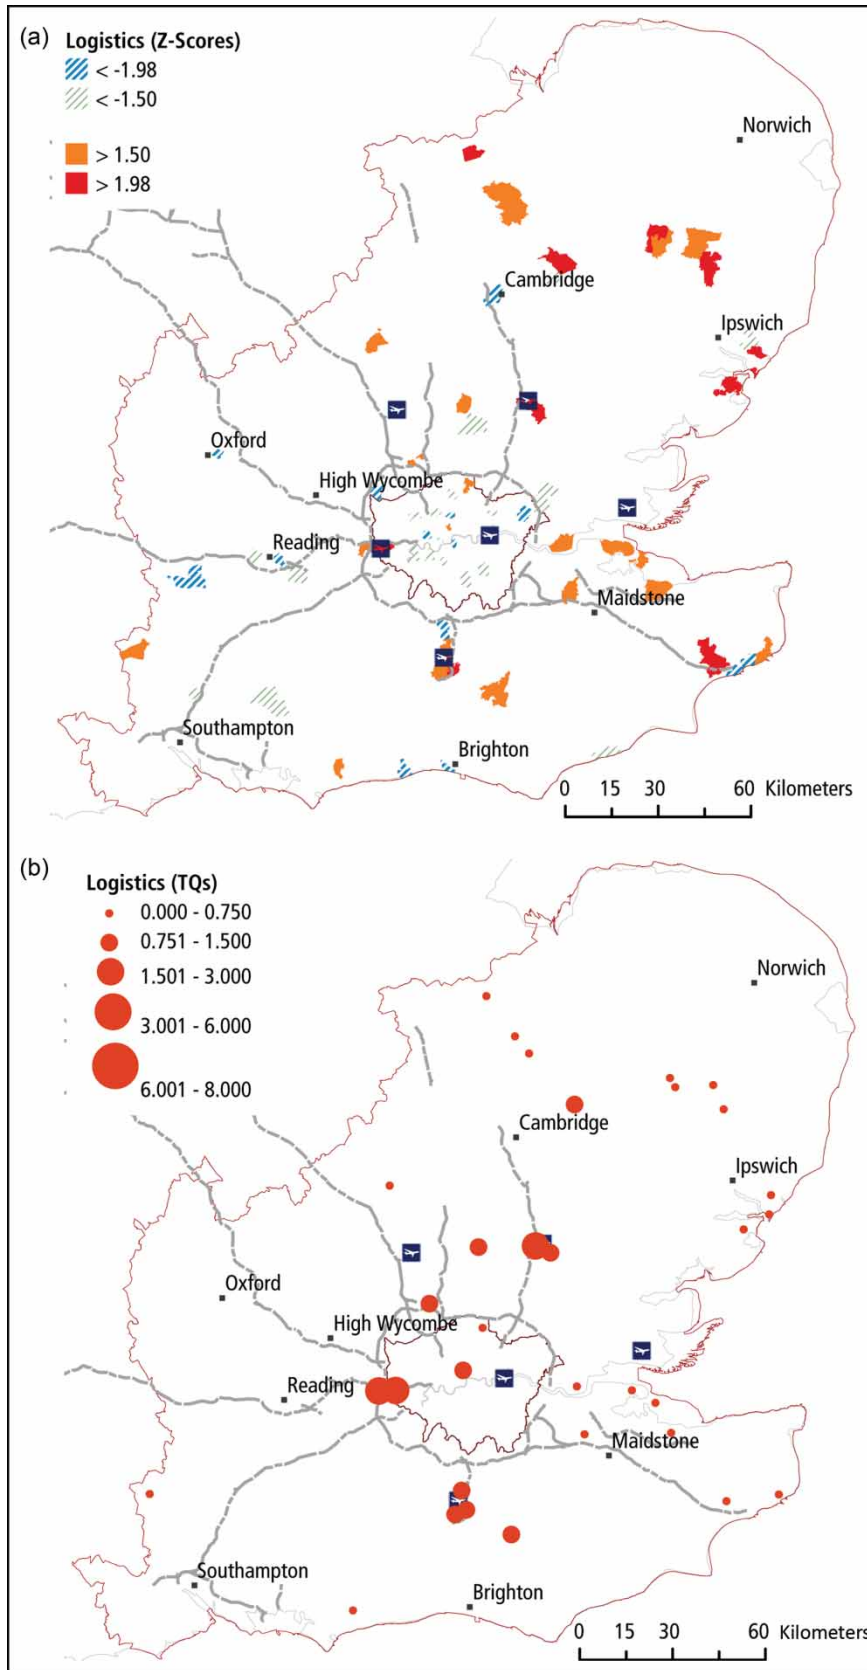 (a)
Logistics (Z-Scores)
< -1.98
< -1.50
> 1.50
> 1.98
Norwich
Cambridge
Ipswich
Oxford
High Wycombe
Reading
Maidstone
Southampton
Brighton
0 15 30 60 Kilometers
(b)
Logistics (TQs)
0.000 - 0.750
0.751 - 1.500
1.501 - 3.000
3.001 - 6.000
6.001 - 8.000
Norwich
Cambridge
Ipswich
Oxford
High Wycombe
Reading
Maidstone
Southampton
Brighton
0 15 30 60 Kilometers